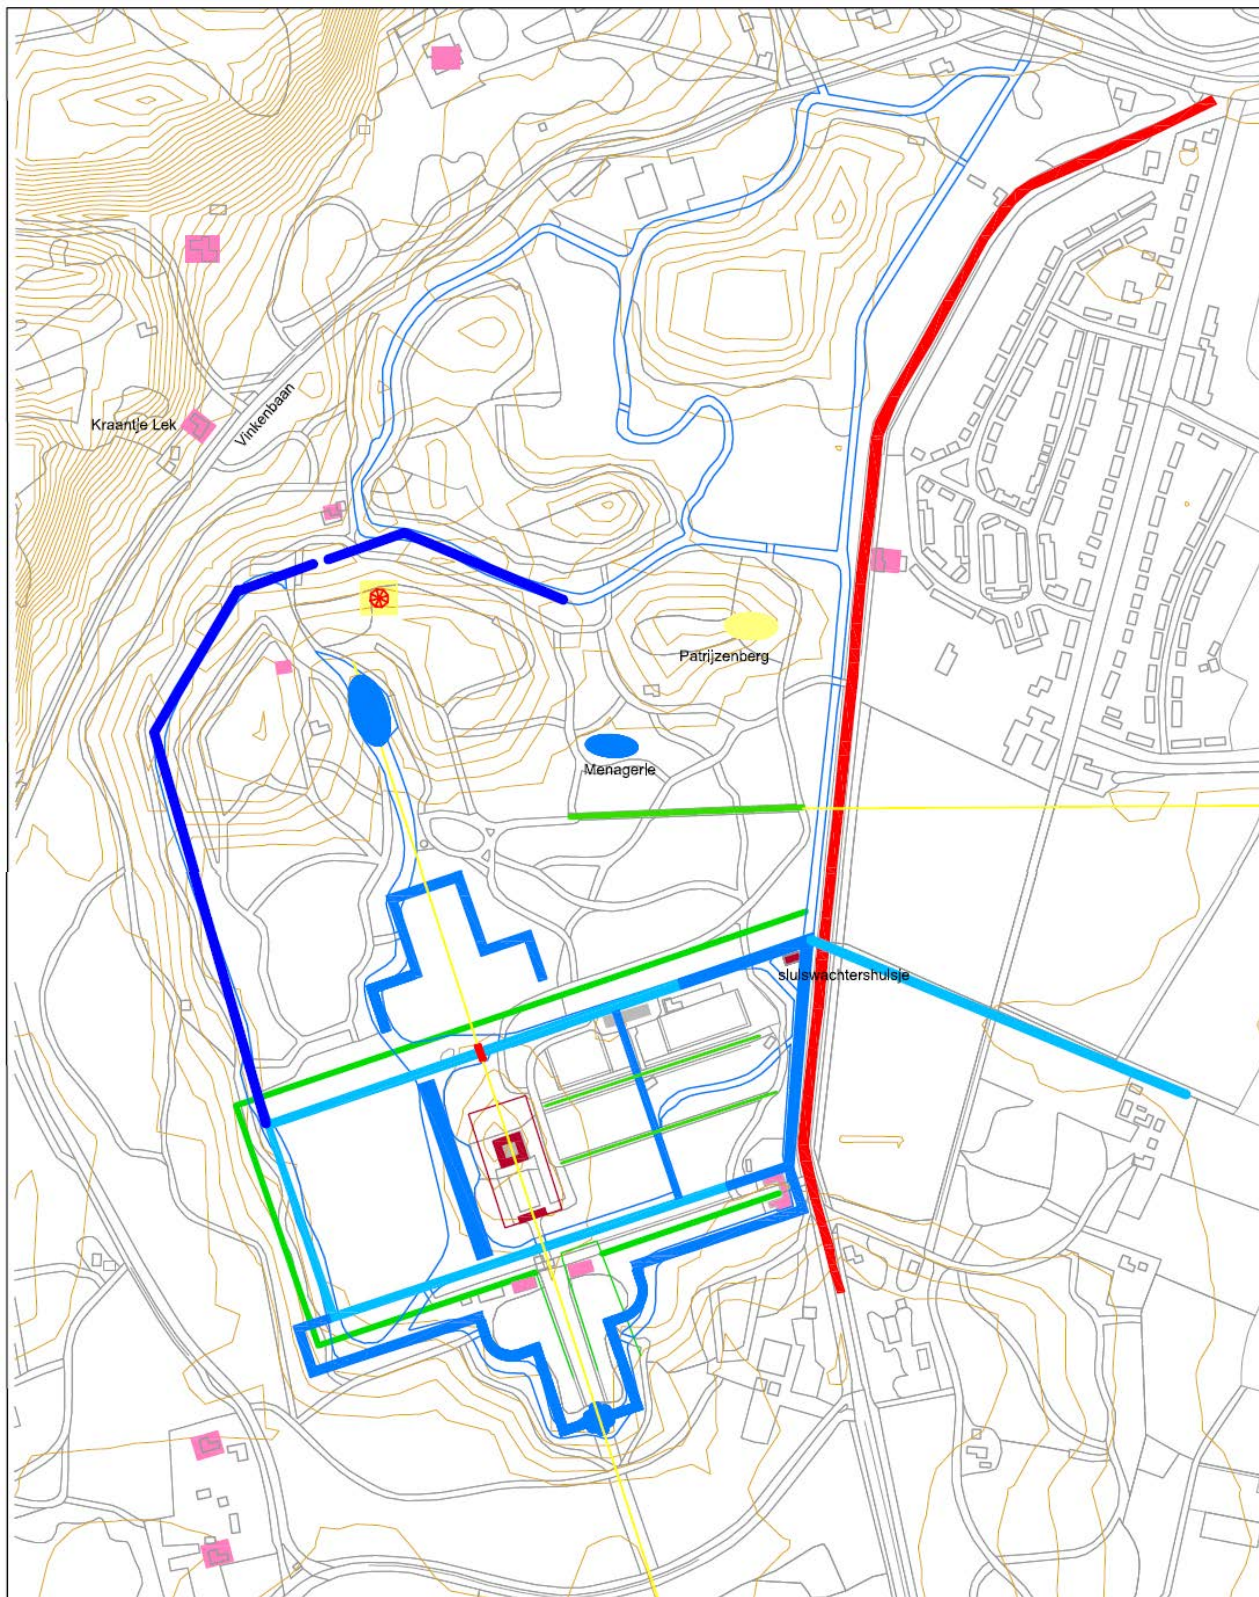 Kraantje Lek
Vinkenbaan
Patrijzenberg
Menagerie
sluiswachtershuisje